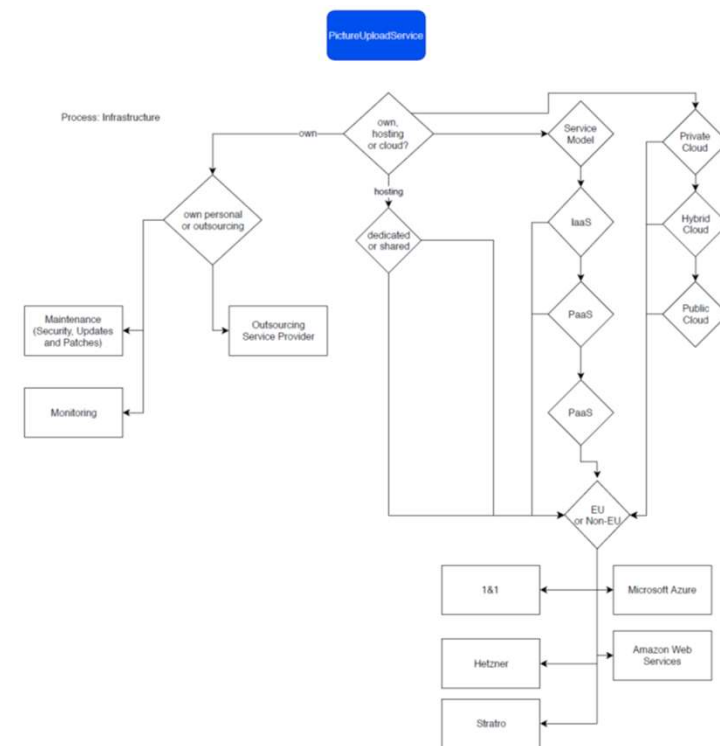 PictureUploadService
Process: Infrastructure
own,
hosting
or cloud?
Service
Model
Private
Cloud
own
hosting
own personal
or outsourcing
dedicated
or shared
IaaS
Hybrid
Cloud
Maintenance
(Security, Updates
and Patches)
Outsourcing
Service Provider
PaaS
Public
Cloud
Monitoring
PaaS
EU
or Non-EU
1&1
Microsoft Azure
Hetzner
Amazon Web
Services
Stratro